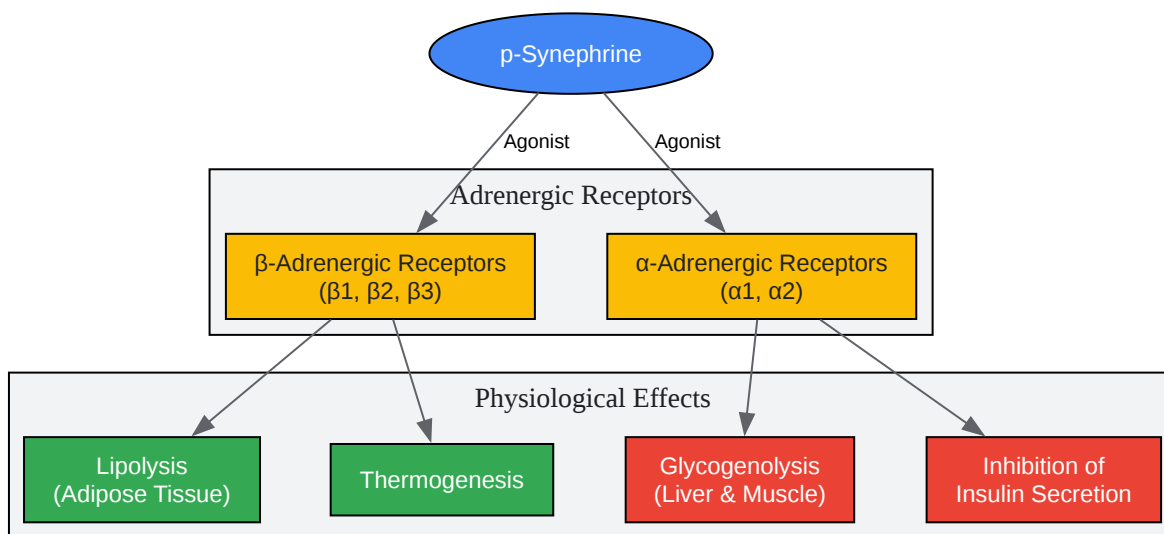 p-Synephrine
Agonist
Agonist
Adrenergic Receptors
β-Adrenergic Receptors
(β1, β2, β3)
α-Adrenergic Receptors
(α1, α2)
Physiological Effects
Lipolysis
(Adipose Tissue)
Thermogenesis
Glycogenolysis
(Liver & Muscle)
Inhibition of
Insulin Secretion